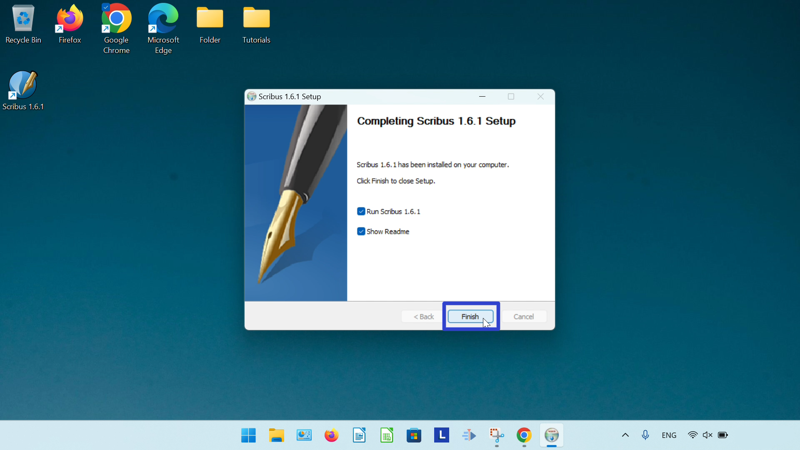 Recycle Bin
Firefox
Google
Chrome
Microsoft
Edge
Folder
Tutorials
Scribus 1.6.1
Scribus 1.6.1 Setup
Completing Scribus 1.6.1 Setup
Scribus 1.6.1 has been installed on your computer.
Click Finish to close Setup.
Run Scribus 1.6.1
Show Readme
< Back
Finish
Cancel
L
ENG